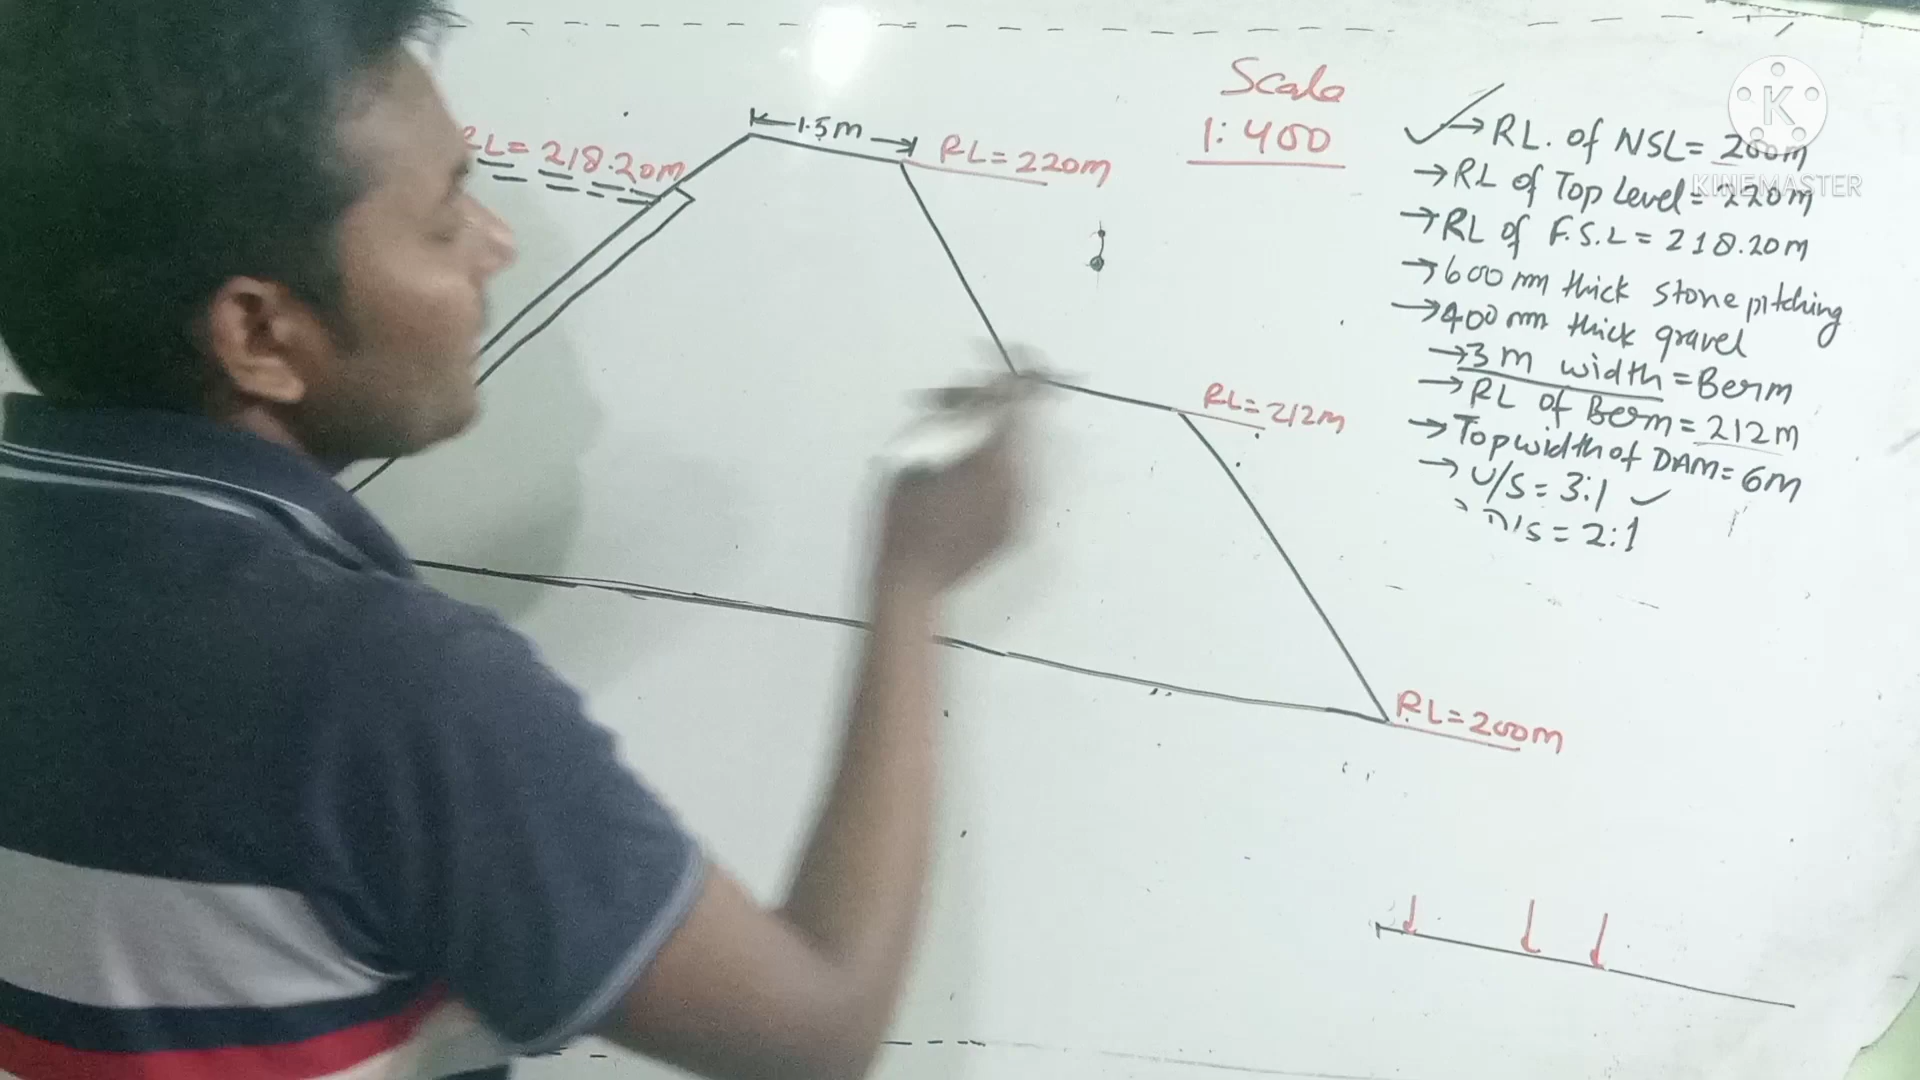 Scale
1:400
RL= 218.20m
1.5m
RL=220m
RL=212m
RL=200m
→RL. of NSL= 200m
→RL of Top Level= 220m
→RL of F.S.L= 218.20m
→600 mm thick stone pitching
→400 mm thick gravel
→3 m width =Berm
→RL of Berm= 212m
→Top width of DAM= 6m
→U/S= 3:1
D/S = 2:1
K
KINEMASTER